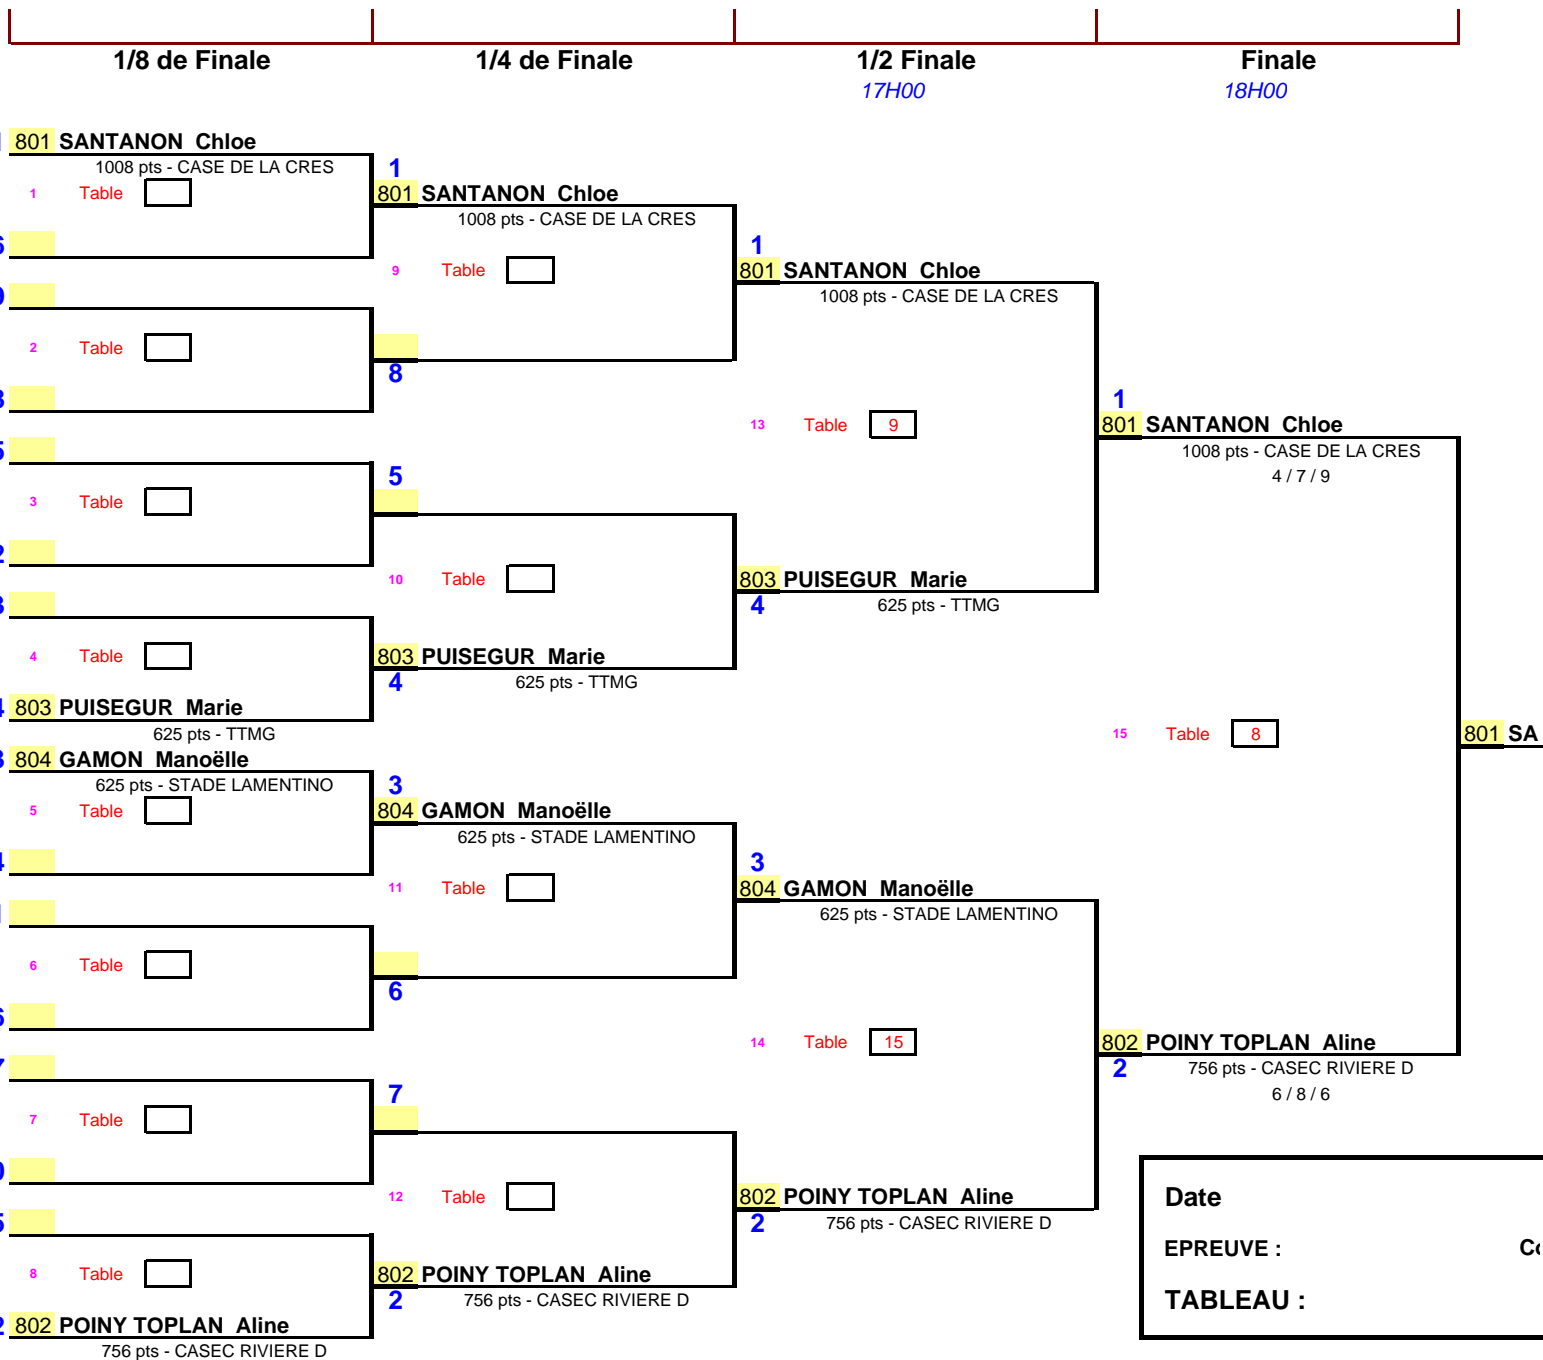 1/8 de Finale
1/4 de Finale
1/2 Finale
Finale
17H00
18H00
801 SANTANON Chloe
1008 pts - CASE DE LA CRES
1 Table
2 Table
3 Table
4 Table
803 PUISEGUR Marie
625 pts - TTMG
804 GAMON Manoëlle
625 pts - STADE LAMENTINO
5 Table
6 Table
7 Table
8 Table
802 POINY TOPLAN Aline
756 pts - CASEC RIVIERE D
1
801 SANTANON Chloe
1008 pts - CASE DE LA CRES
9 Table
8
5
10 Table
803 PUISEGUR Marie
4
625 pts - TTMG
3
804 GAMON Manoëlle
625 pts - STADE LAMENTINO
11 Table
6
7
12 Table
802 POINY TOPLAN Aline
2
756 pts - CASEC RIVIERE D
1
801 SANTANON Chloe
1008 pts - CASE DE LA CRES
13 Table 9
803 PUISEGUR Marie
4
625 pts - TTMG
3
804 GAMON Manoëlle
625 pts - STADE LAMENTINO
14 Table 15
802 POINY TOPLAN Aline
2
756 pts - CASEC RIVIERE D
1
801 SANTANON Chloe
1008 pts - CASE DE LA CRES
4 / 7 / 9
15 Table 8
802 POINY TOPLAN Aline
2
756 pts - CASEC RIVIERE D
6 / 8 / 6
801 SA
Date
EPREUVE :
TABLEAU :